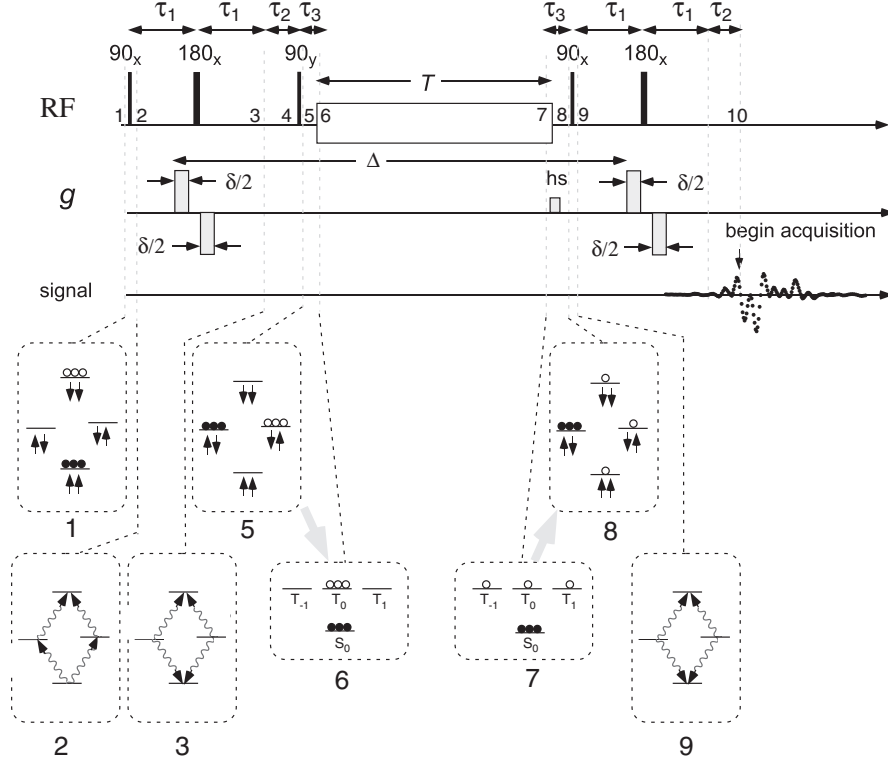 τ₁ τ₁ τ₂ τ₃ τ₃ τ₁ τ₁ τ₂
90ₓ 180ₓ 90y 90ₓ 180ₓ
T
RF 1 2 3 4 5 6 7 8 9 10
Δ
g δ/2 hs δ/2
δ/2 δ/2
begin acquisition
signal
1 5 8
T₋₁ T₀ T₁ T₋₁ T₀ T₁
S₀ S₀
6 7
2 3 9